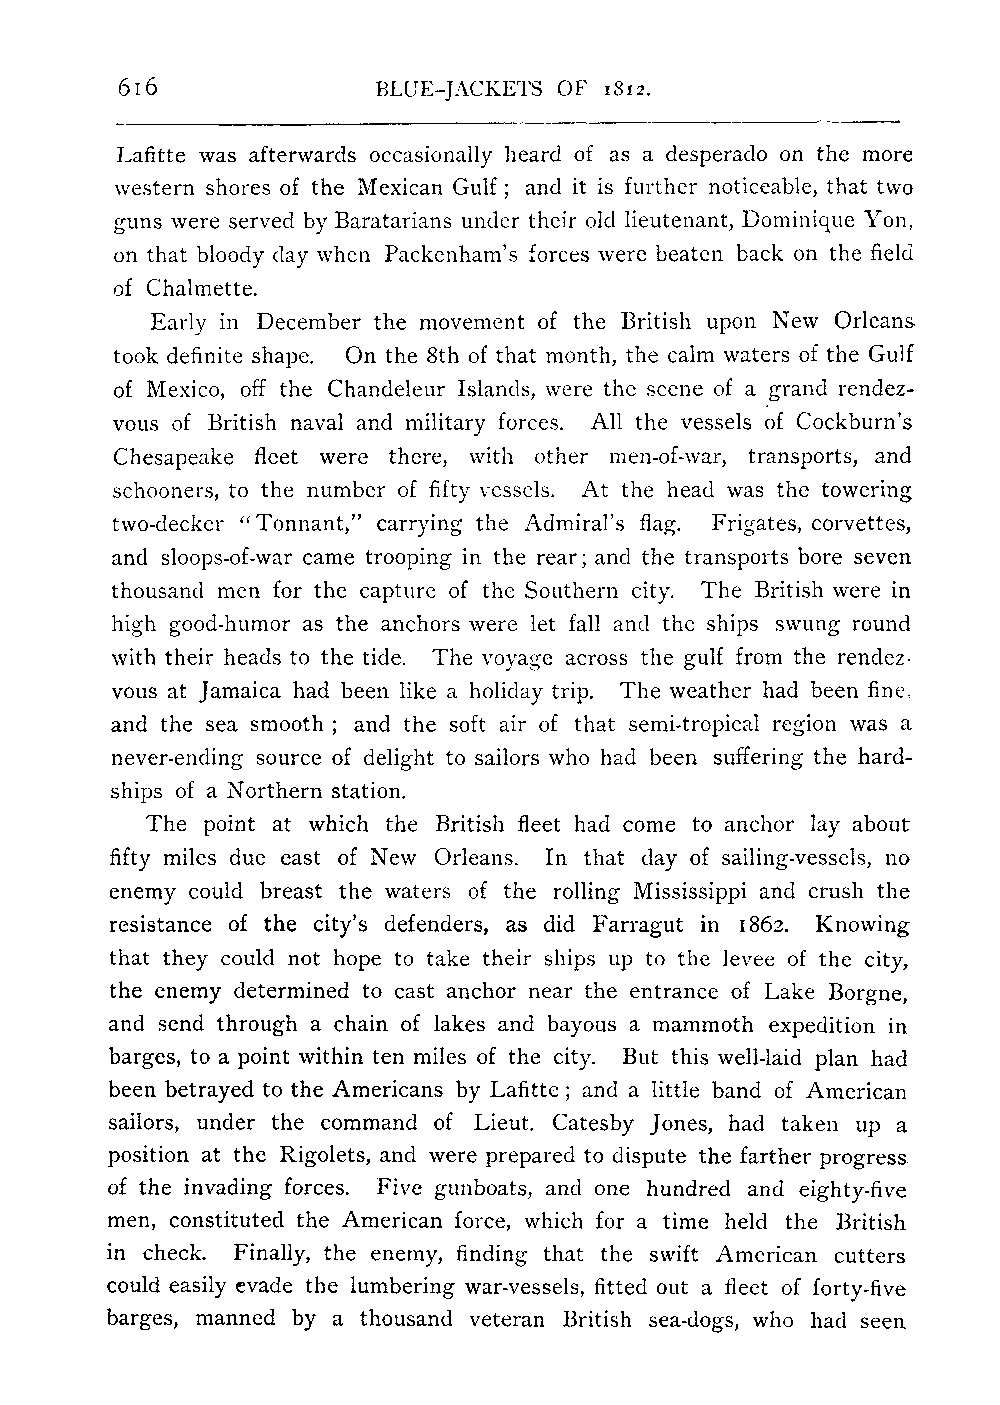 616 BLUE-JACKETS OF 1812.
Lafitte was afterwards occasionally heard of as a desperado on the more
western shores of the Mexican Gulf; and it is further noticeable, that two
guns were served by Baratarians under their old lieutenant, Dominique Yon,
on that bloody day when Packenham's forces were beaten back on the field
of Chalmette.
Early in December the movement of the British upon New Orleans
took definite shape. On the 8th of that month, the calm waters of the Gulf
of Mexico, off the Chandeleur Islands, were the scene of a grand rendez-
vous of British naval and military forces. All the vessels of Cockburn's
Chesapeake fleet were there, with other men-of-war, transports, and
schooners, to the number of fifty vessels. At the head was the towering
two-decker "Tonnant," carrying the Admiral's flag. Frigates, corvettes,
and sloops-of-war came trooping in the rear; and the transports bore seven
thousand men for the capture of the Southern city. The British were in
high good-humor as the anchors were let fall and the ships swung round
with their heads to the tide. The voyage across the gulf from the rendez-
vous at Jamaica had been like a holiday trip. The weather had been fine,
and the sea smooth; and the soft air of that semi-tropical region was a
never-ending source of delight to sailors who had been suffering the hard-
ships of a Northern station.
The point at which the British fleet had come to anchor lay about
fifty miles due east of New Orleans. In that day of sailing-vessels, no
enemy could breast the waters of the rolling Mississippi and crush the
resistance of the city's defenders, as did Farragut in 1862. Knowing
that they could not hope to take their ships up to the levee of the city,
the enemy determined to cast anchor near the entrance of Lake Borgne,
and send through a chain of lakes and bayous a mammoth expedition in
barges, to a point within ten miles of the city. But this well-laid plan had
been betrayed to the Americans by Lafitte; and a little band of American
sailors, under the command of Lieut. Catesby Jones, had taken up a
position at the Rigolets, and were prepared to dispute the farther progress
of the invading forces. Five gunboats, and one hundred and eighty-five
men, constituted the American force, which for a time held the British
in check. Finally, the enemy, finding that the swift American cutters
could easily evade the lumbering war-vessels, fitted out a fleet of forty-five
barges, manned by a thousand veteran British sea-dogs, who had seen